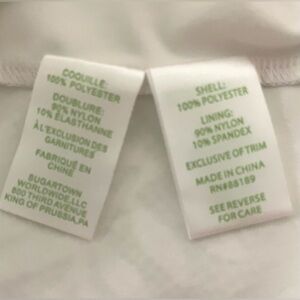 COQUILLE:
100% POLYESTER
DOUBLURE:
90% NYLON
10% ÉLASTHANNE
À L'EXCLUSION DES
GARNITURES
FABRIQUÉ EN
CHINE
SUGARTOWN
WORLDWIDE, LLC
800 THIRD AVENUE
KING OF PRUSSIA, PA
SHELL:
100% POLYESTER
LINING:
90% NYLON
10% SPANDEX
EXCLUSIVE OF TRIM
MADE IN CHINA
RN#88189
SEE REVERSE
FOR CARE